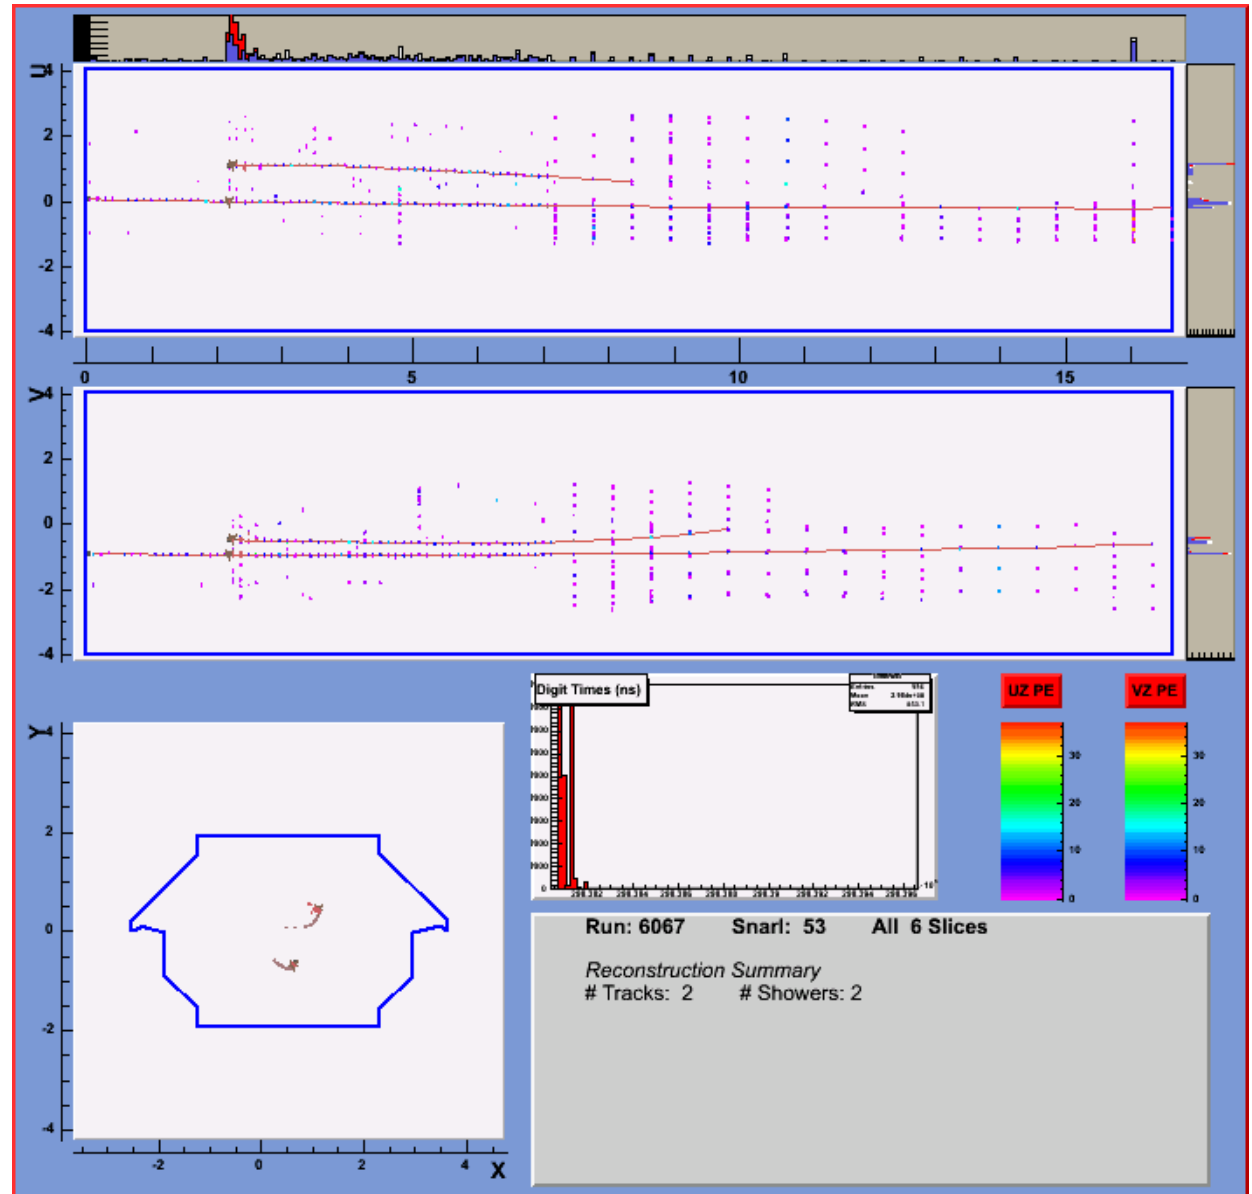 U
4
2
0
-2
-4
0 5 10 15
V
4
2
0
-2
-4
Digit Times (ns)
UZ PE
VZ PE
30
20
10
0
30
20
10
0
Y
4
2
0
-2
-4
-2 0 2 4 X
Run: 6067 Snarl: 53 All 6 Slices
Reconstruction Summary
# Tracks: 2 # Showers: 2